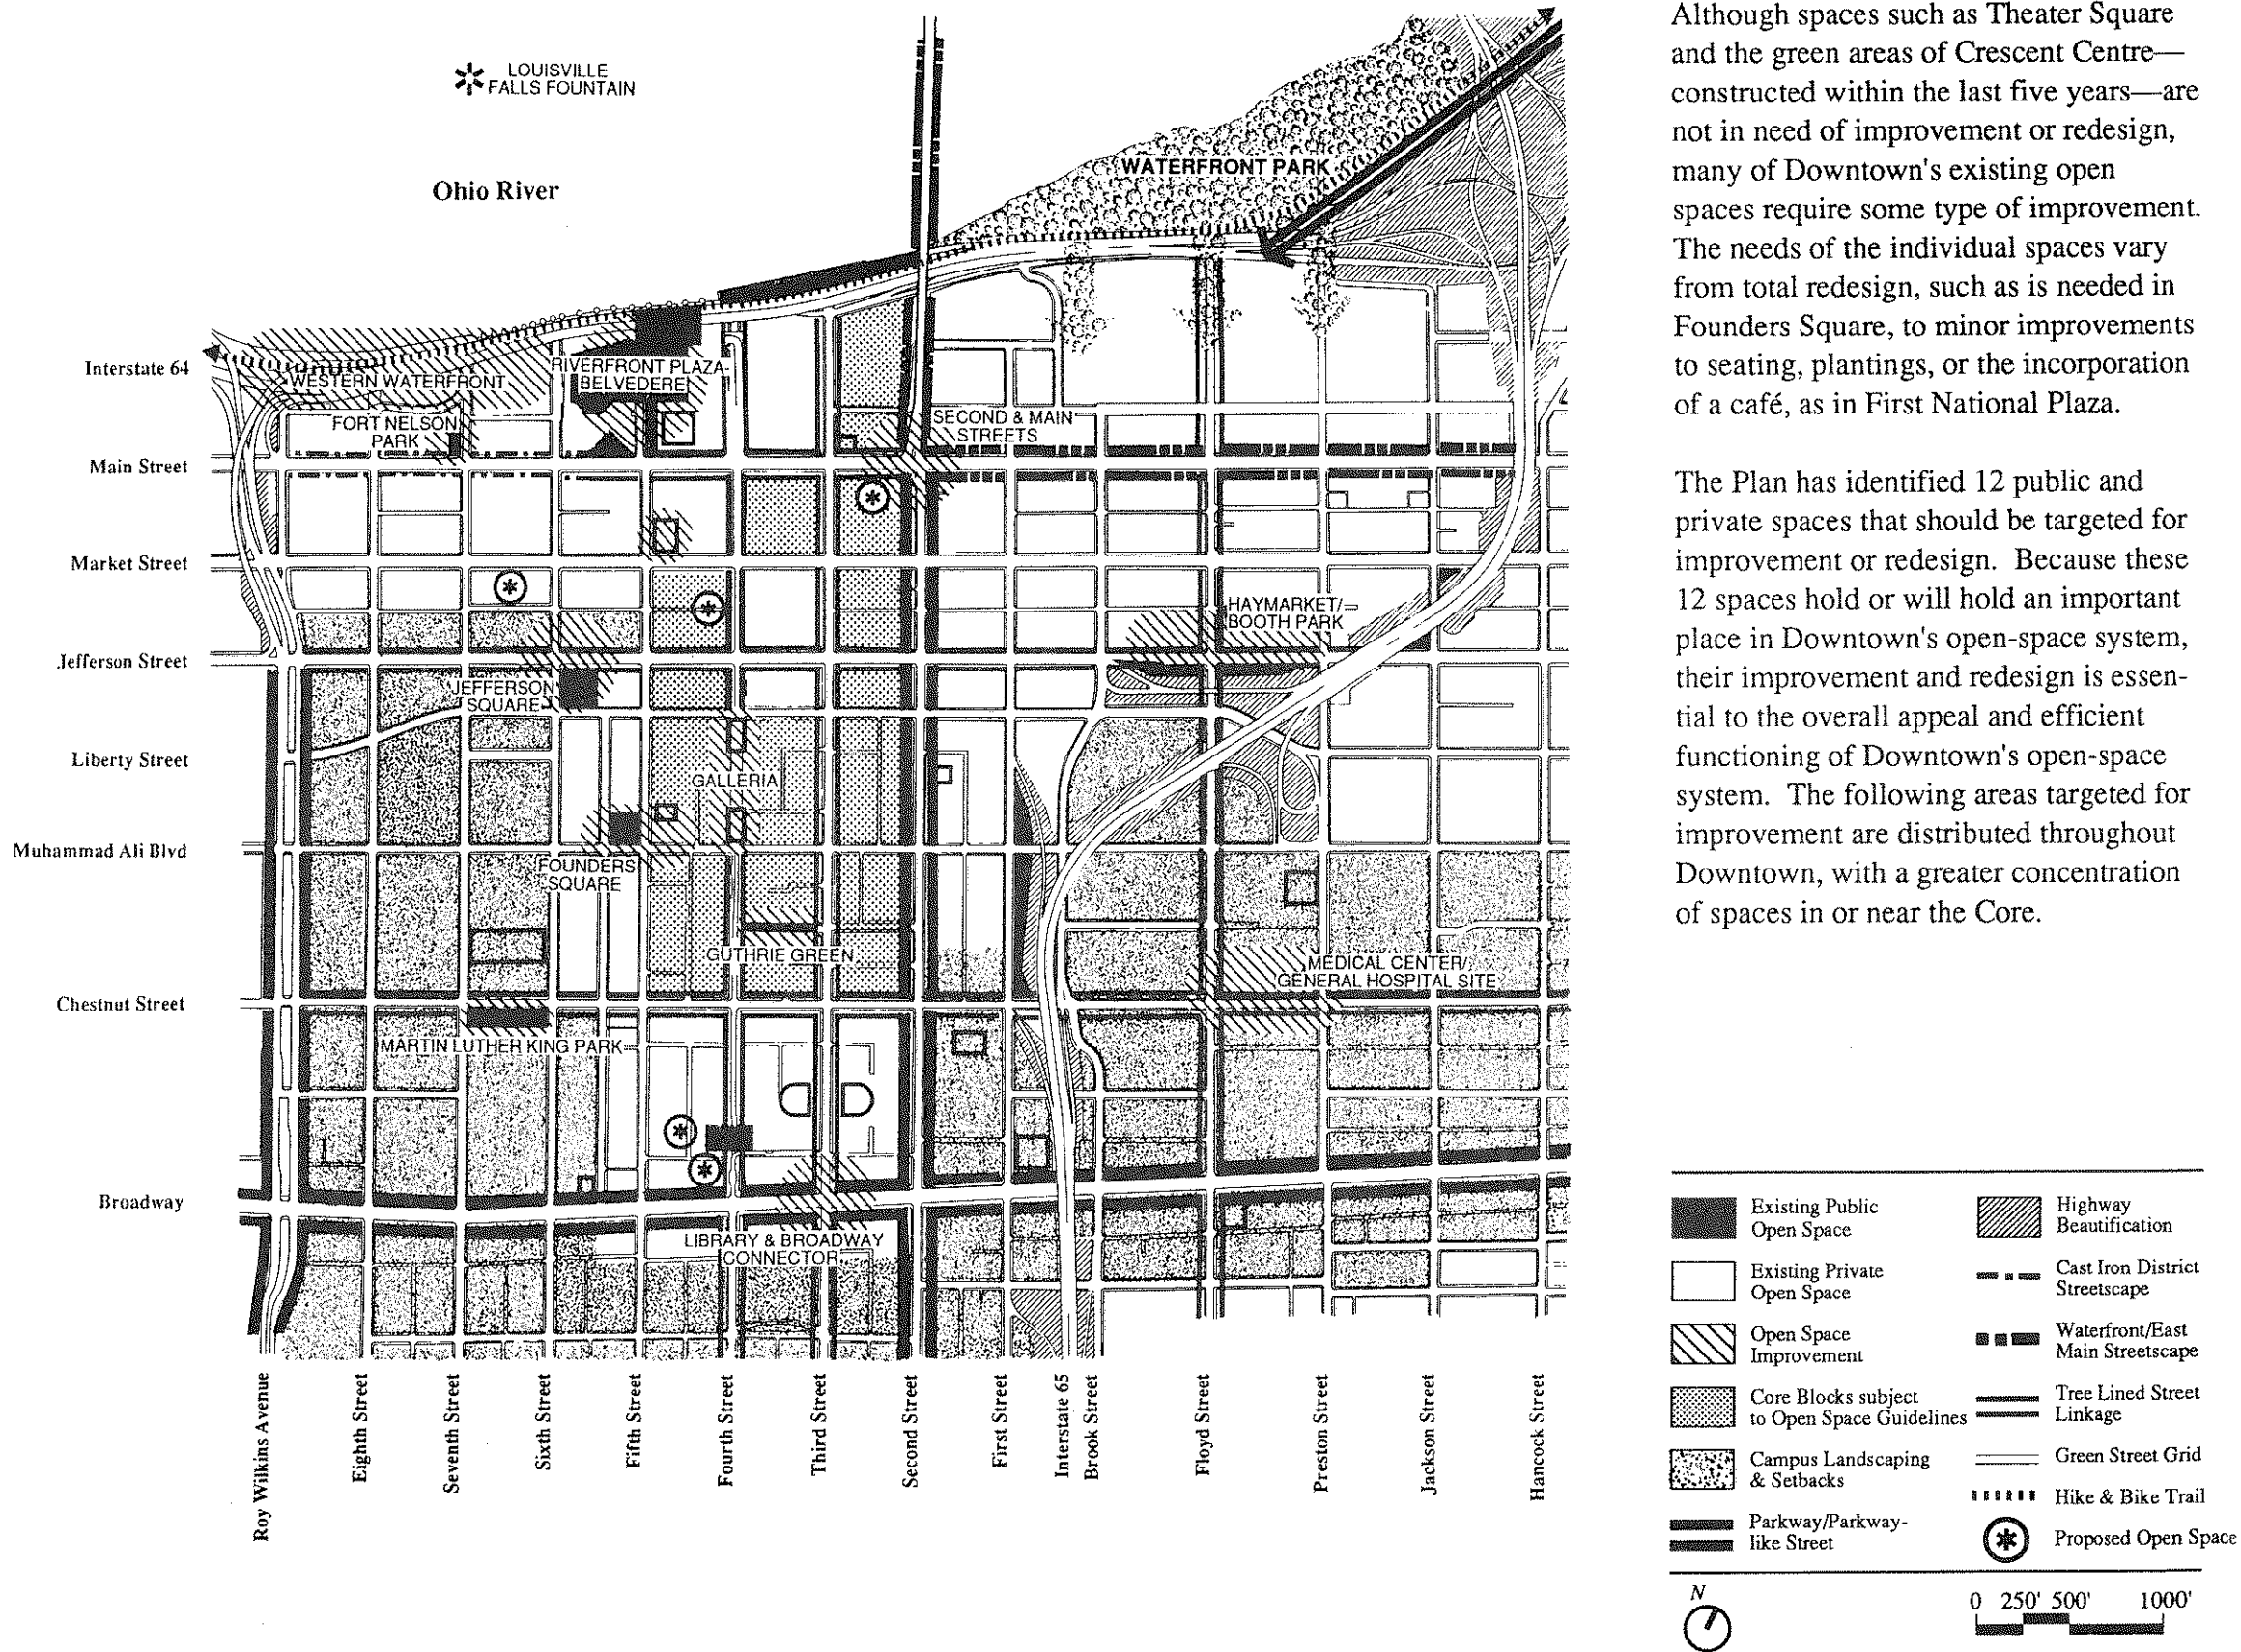 LOUISVILLE
FALLS FOUNTAIN
Ohio River
WATERFRONT PARK
Interstate 64
WESTERN WATERFRONT
RIVERFRONT PLAZA-
BELVEDERE
FORT NELSON
PARK
SECOND & MAIN
STREETS
Main Street
Market Street
HAYMARKET/
BOOTH PARK
Jefferson Street
JEFFERSON
SQUARE
Liberty Street
GALLERIA
Muhammad Ali Blvd
FOUNDERS
SQUARE
GUTHRIE GREEN
MEDICAL CENTER/
GENERAL HOSPITAL SITE
Chestnut Street
MARTIN LUTHER KING PARK
Broadway
LIBRARY & BROADWAY
CONNECTOR
Roy Wilkins Avenue
Eighth Street
Seventh Street
Sixth Street
Fifth Street
Fourth Street
Third Street
Second Street
First Street
Interstate 65
Brook Street
Floyd Street
Preston Street
Jackson Street
Hancock Street
Although spaces such as Theater Square
and the green areas of Crescent Centre—
constructed within the last five years—are
not in need of improvement or redesign,
many of Downtown's existing open
spaces require some type of improvement.
The needs of the individual spaces vary
from total redesign, such as is needed in
Founders Square, to minor improvements
to seating, plantings, or the incorporation
of a café, as in First National Plaza.
The Plan has identified 12 public and
private spaces that should be targeted for
improvement or redesign. Because these
12 spaces hold or will hold an important
place in Downtown's open-space system,
their improvement and redesign is essen-
tial to the overall appeal and efficient
functioning of Downtown's open-space
system. The following areas targeted for
improvement are distributed throughout
Downtown, with a greater concentration
of spaces in or near the Core.
Existing Public
Open Space
Existing Private
Open Space
Open Space
Improvement
Core Blocks subject
to Open Space Guidelines
Campus Landscaping
& Setbacks
Parkway/Parkway-
like Street
Highway
Beautification
Cast Iron District
Streetscape
Waterfront/East
Main Streetscape
Tree Lined Street
Linkage
Green Street Grid
Hike & Bike Trail
Proposed Open Space
N
0 250' 500' 1000'